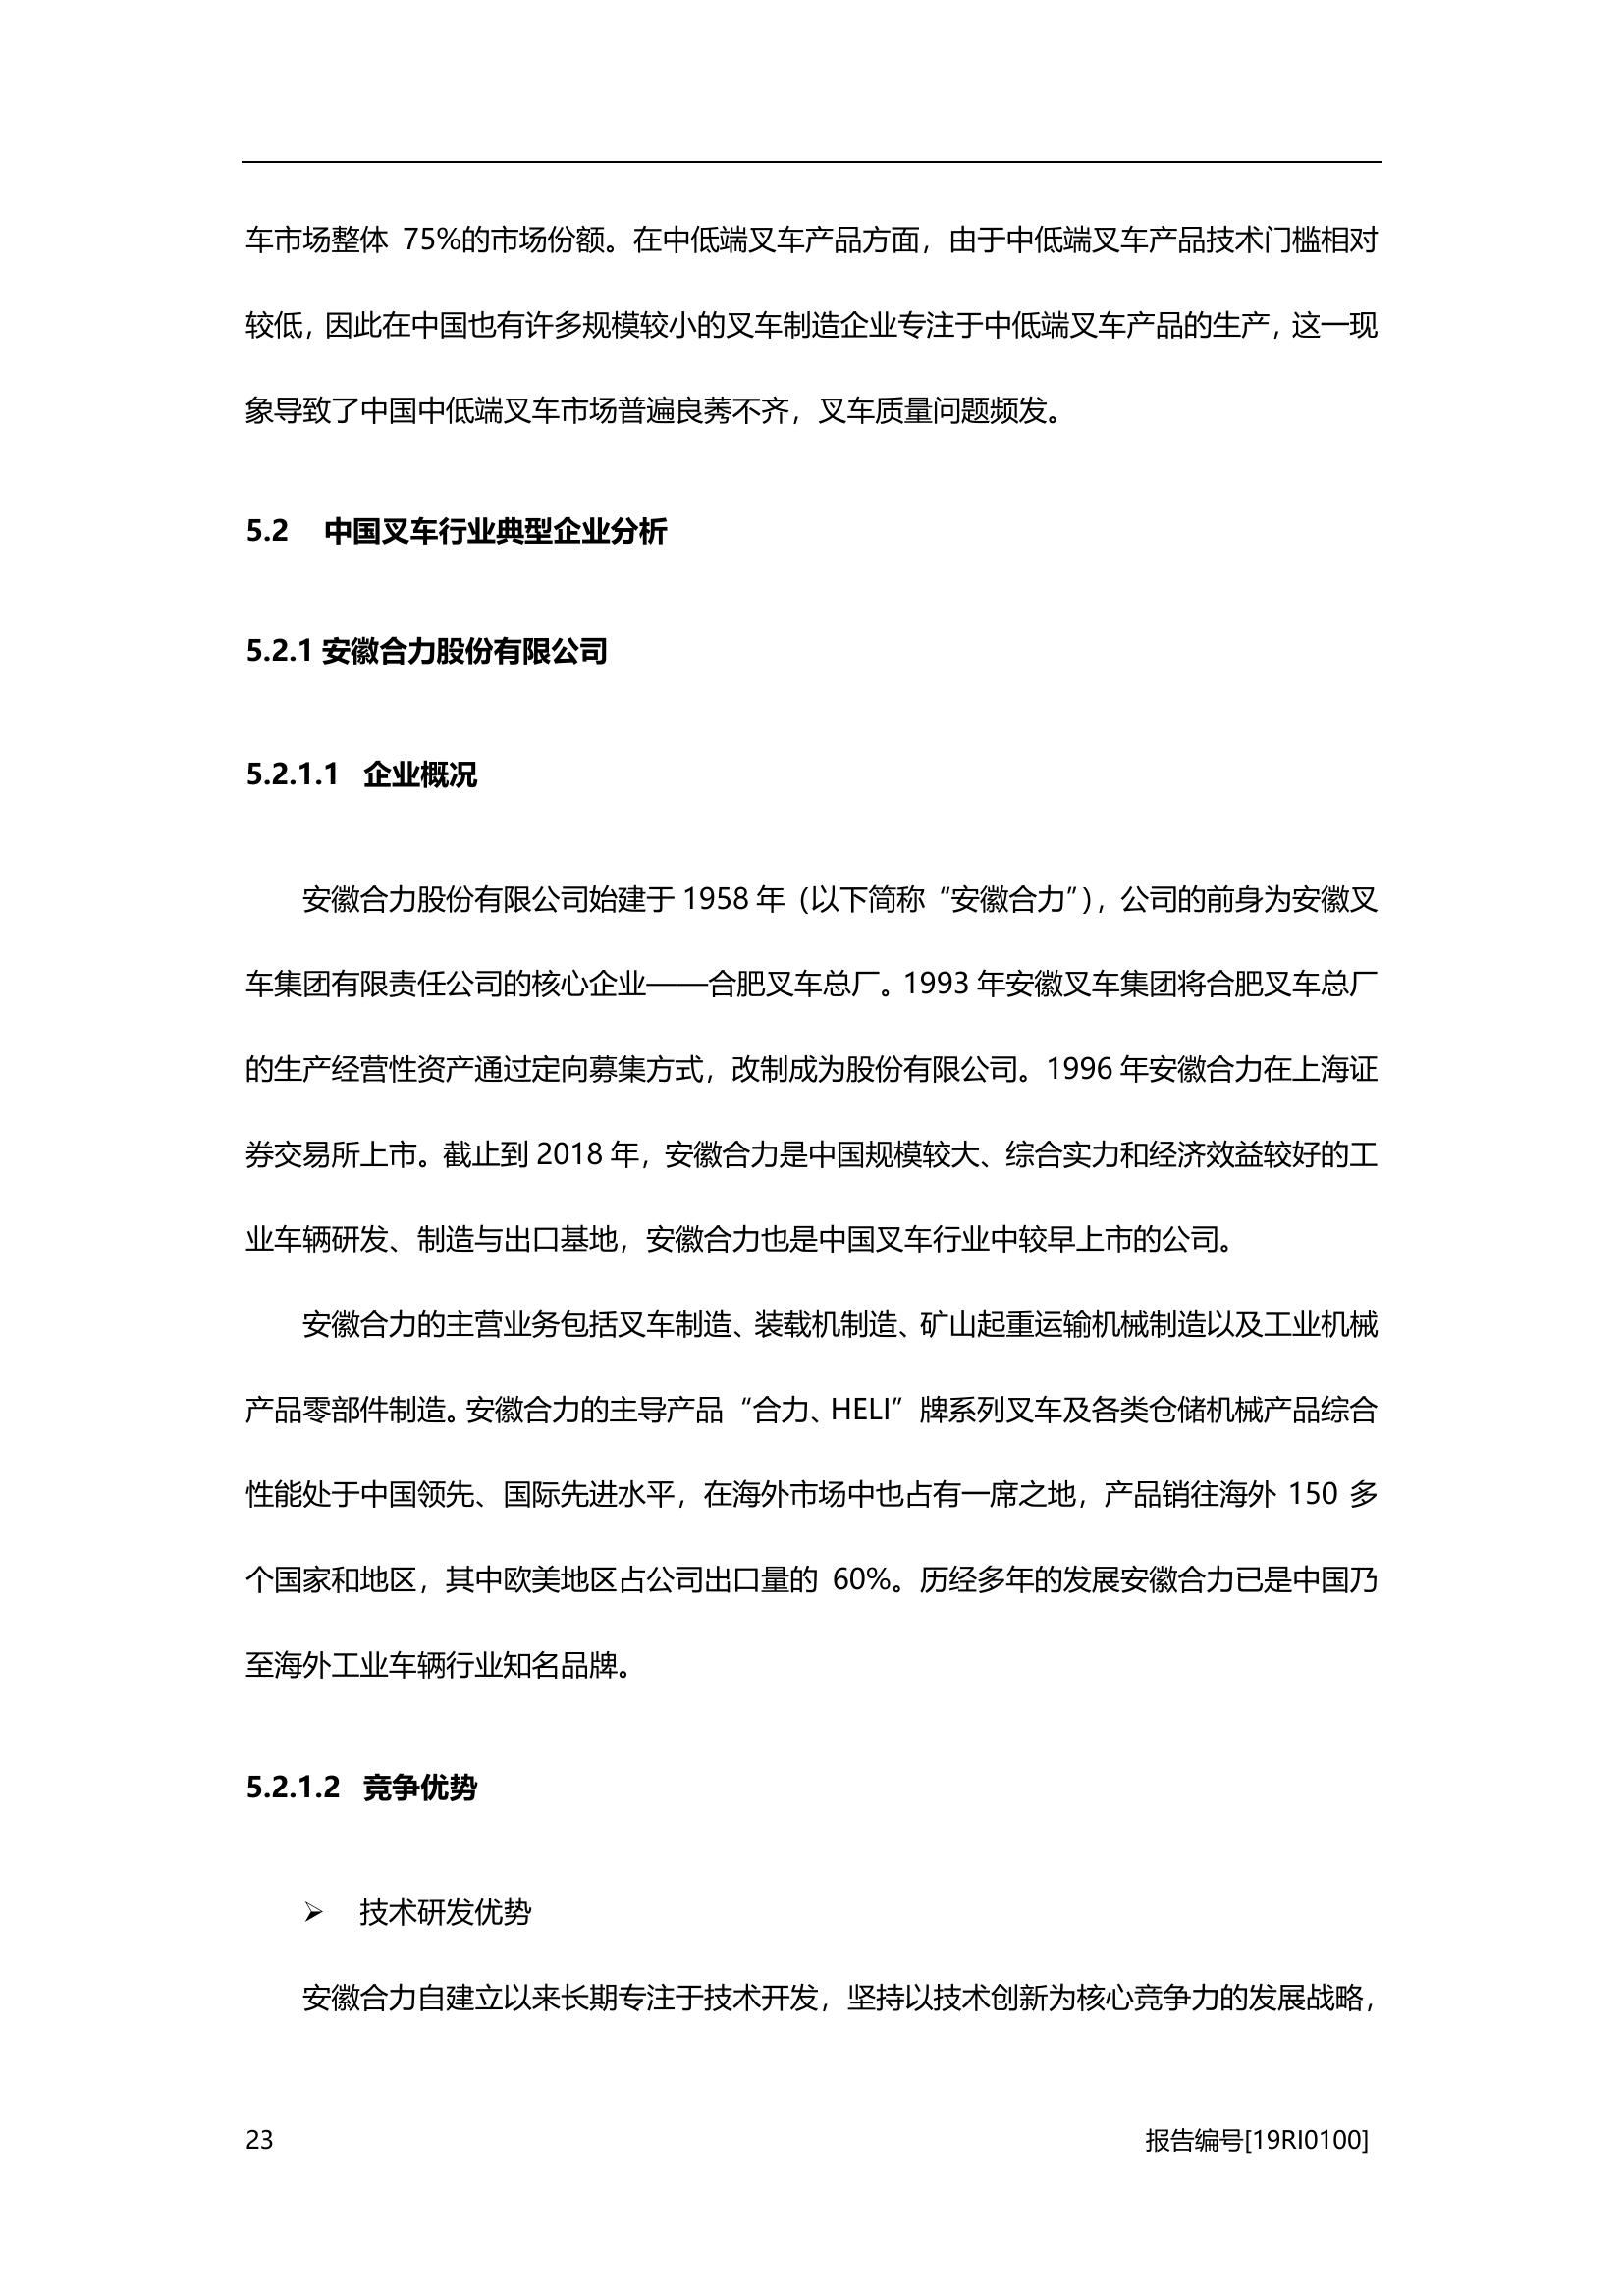 车市场整体 75%的市场份额。在中低端叉车产品方面，由于中低端叉车产品技术门槛相对
较低，因此在中国也有许多规模较小的叉车制造企业专注于中低端叉车产品的生产，这一现
象导致了中国中低端叉车市场普遍良莠不齐，叉车质量问题频发。
5.2 中国叉车行业典型企业分析
5.2.1 安徽合力股份有限公司
5.2.1.1 企业概况
安徽合力股份有限公司始建于 1958 年（以下简称“安徽合力”），公司的前身为安徽叉
车集团有限责任公司的核心企业——合肥叉车总厂。1993 年安徽叉车集团将合肥叉车总厂
的生产经营性资产通过定向募集方式，改制成为股份有限公司。1996 年安徽合力在上海证
券交易所上市。截止到 2018 年，安徽合力是中国规模较大、综合实力和经济效益较好的工
业车辆研发、制造与出口基地，安徽合力也是中国叉车行业中较早上市的公司。
安徽合力的主营业务包括叉车制造、装载机制造、矿山起重运输机械制造以及工业机械
产品零部件制造。安徽合力的主导产品“合力、HELI”牌系列叉车及各类仓储机械产品综合
性能处于中国领先、国际先进水平，在海外市场中也占有一席之地，产品销往海外 150 多
个国家和地区，其中欧美地区占公司出口量的 60%。历经多年的发展安徽合力已是中国乃
至海外工业车辆行业知名品牌。
5.2.1.2 竞争优势
➢ 技术研发优势
安徽合力自建立以来长期专注于技术开发，坚持以技术创新为核心竞争力的发展战略，
23 报告编号[19RI0100]